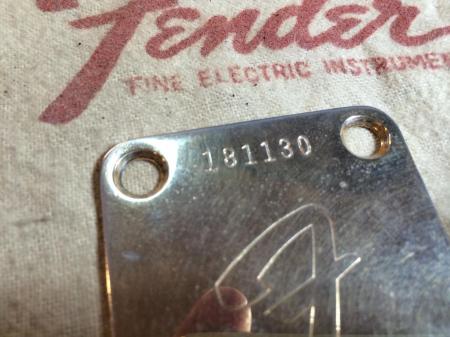 Fender
FINE ELECTRIC INSTRUMEN
181130
F